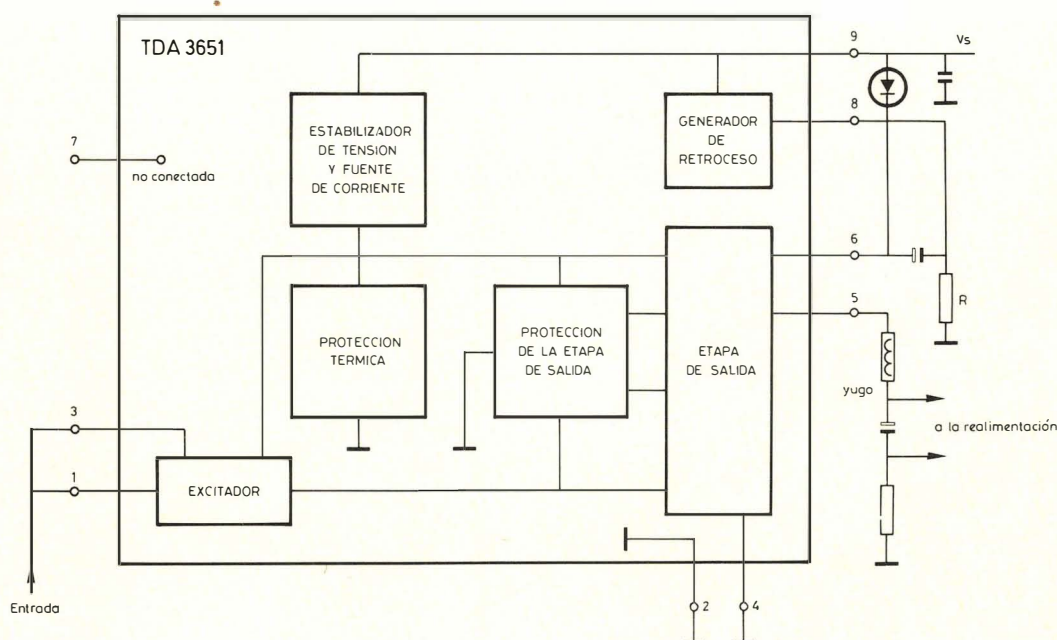 TDA 3651
9
Vs
8
7
no conectada
ESTABILIZADOR
DE TENSION
Y FUENTE
DE CORRIENTE
GENERADOR
DE
RETROCESO
6
R
5
PROTECCION
TERMICA
PROTECCION
DE LA ETAPA
DE SALIDA
ETAPA
DE SALIDA
yugo
a la realimentación
3
1
EXCITADOR
Entrada
2
4